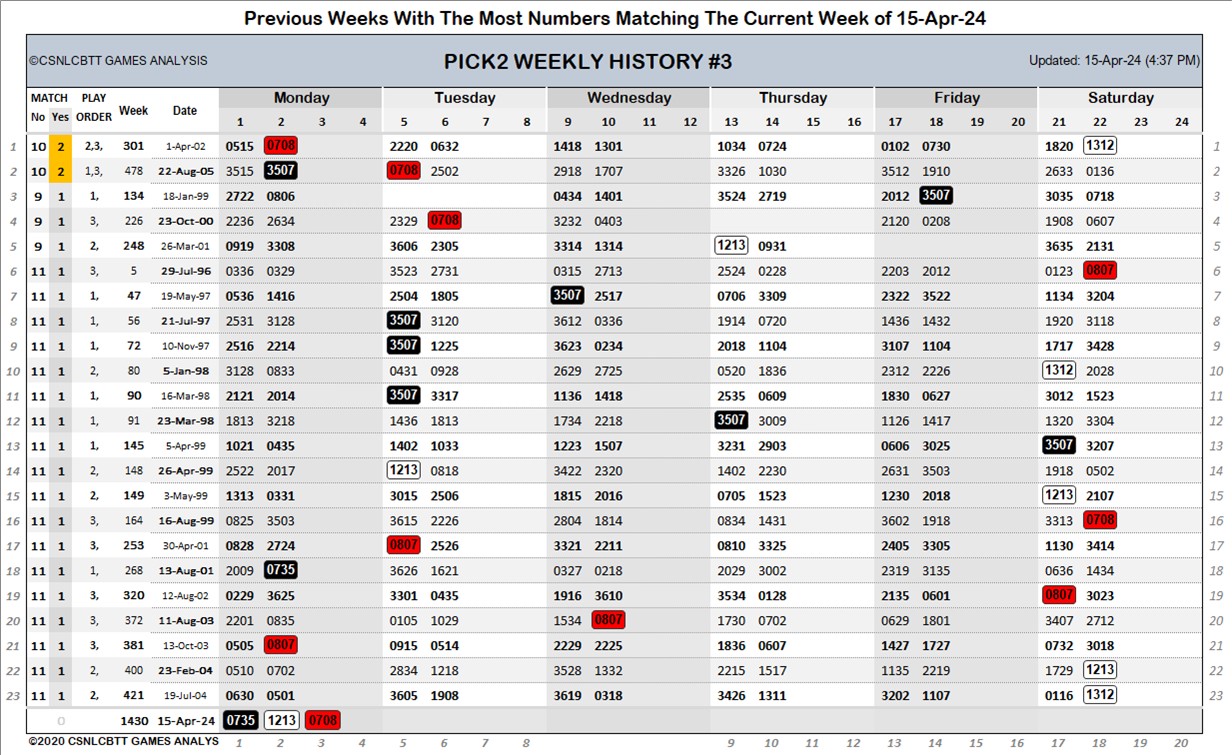 Previous Weeks With The Most Numbers Matching The Current Week of 15-Apr-24
©CSNLCBTT GAMES ANALYSIS PICK2 WEEKLY HISTORY #3 Updated: 15-Apr-24 (4:37 PM)
MATCH PLAY Week Date Monday Tuesday Wednesday Thursday Friday Saturday
No Yes ORDER 1 2 3 4 5 6 7 8 9 10 11 12 13 14 15 16 17 18 19 20 21 22 23 24
1 10 2 2,3, 301 1-Apr-02 0515 0708 2220 0632 1418 1301 1034 0724 0102 0730 1820 1312 1
2 10 2 1,3, 478 22-Aug-05 3515 3507 0708 2502 2918 1707 3326 1030 3512 1910 2633 0136 2
3 9 1 1, 134 18-Jan-99 2722 0806 0434 1401 3524 2719 2012 3507 3035 0718 3
4 9 1 3, 226 23-Oct-00 2236 2634 2329 0708 3232 0403 2120 0208 1908 0607 4
5 9 1 2, 248 26-Mar-01 0919 3308 3606 2305 3314 1314 1213 0931 3635 2131 5
6 11 1 3, 5 29-Jul-96 0336 0329 3523 2731 0315 2713 2524 0228 2203 2012 0123 0807 6
7 11 1 1, 47 19-May-97 0536 1416 2504 1805 3507 2517 0706 3309 2322 3522 1134 3204 7
8 11 1 1, 56 21-Jul-97 2531 3128 3507 3120 3612 0336 1914 0720 1436 1432 1920 3118 8
9 11 1 1, 72 10-Nov-97 2516 2214 3507 1225 3623 0234 2018 1104 3107 1104 1717 3428 9
10 11 1 2, 80 5-Jan-98 3128 0833 0431 0928 2629 2725 0520 1836 2312 2226 1312 2028 10
11 11 1 1, 90 16-Mar-98 2121 2014 3507 3317 1136 1418 2535 0609 1830 0627 3012 1523 11
12 11 1 1, 91 23-Mar-98 1813 3218 1436 1813 1734 2218 3507 3009 1126 1417 1320 3304 12
13 11 1 1, 145 5-Apr-99 1021 0435 1402 1033 1223 1507 3231 2903 0606 3025 3507 3207 13
14 11 1 2, 148 26-Apr-99 2522 2017 1213 0818 3422 2320 1402 2230 2631 3503 1918 0502 14
15 11 1 2, 149 3-May-99 1313 0331 3015 2506 1815 2016 0705 1523 1230 2018 1213 2107 15
16 11 1 3, 164 16-Aug-99 0825 3503 3615 2226 2804 1814 0834 1431 3602 1918 3313 0708 16
17 11 1 3, 253 30-Apr-01 0828 2724 0807 2526 3321 2211 0810 3325 2405 3305 1130 3414 17
18 11 1 1, 268 13-Aug-01 2009 0735 3626 1621 0327 0218 2029 3002 2319 3135 0636 1434 18
19 11 1 3, 320 12-Aug-02 0229 3625 3301 0435 1916 3610 3534 0128 2135 0601 0807 3023 19
20 11 1 3, 372 11-Aug-03 2201 0835 0105 1029 1534 0807 1730 0702 0629 1801 3407 2712 20
21 11 1 3, 381 13-Oct-03 0505 0807 0915 0514 2229 2225 1836 0607 1427 1727 0732 3018 21
22 11 1 2, 400 23-Feb-04 0510 0702 2834 1218 3528 1332 2215 1517 1135 2219 1729 1213 22
23 11 1 2, 421 19-Jul-04 0630 0501 3605 1908 3619 0318 3426 1311 3202 1107 0116 1312 23
0 1430 15-Apr-24 0735 1213 0708
©2020 CSNLCBTT GAMES ANALYS 1 2 3 4 5 6 7 8 9 10 11 12 13 14 15 16 17 18 19 20